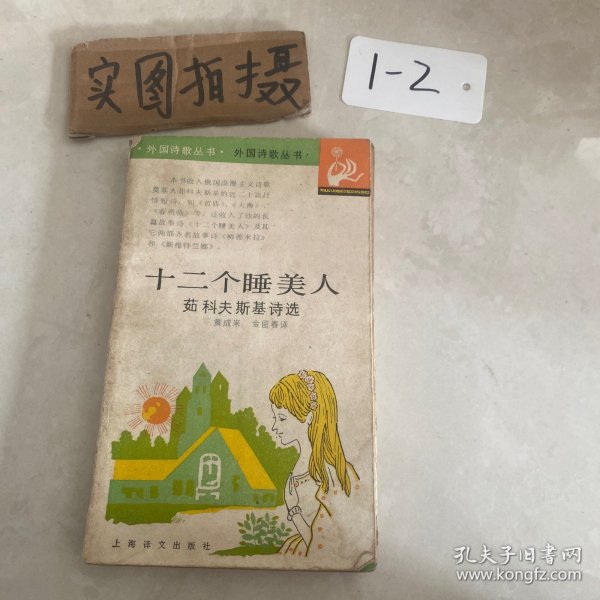 实图拍摄
1-2
·外国诗歌丛书· 外国诗歌丛书·
本书收入俄国浪漫主义诗歌
奠基人茹科夫斯基的近二十篇抒
情短诗，如《黄昏》、《大海》、
《春的…》等，还收入了他的长
篇故事诗《十二个睡美人》及其
它两部齐名故事诗《柳德米拉》
和《斯维特兰娜》。
十二个睡美人
茹科夫斯基诗选
黄成来 金留春译
上海译文出版社
孔夫子旧书网
www.kongfz.com